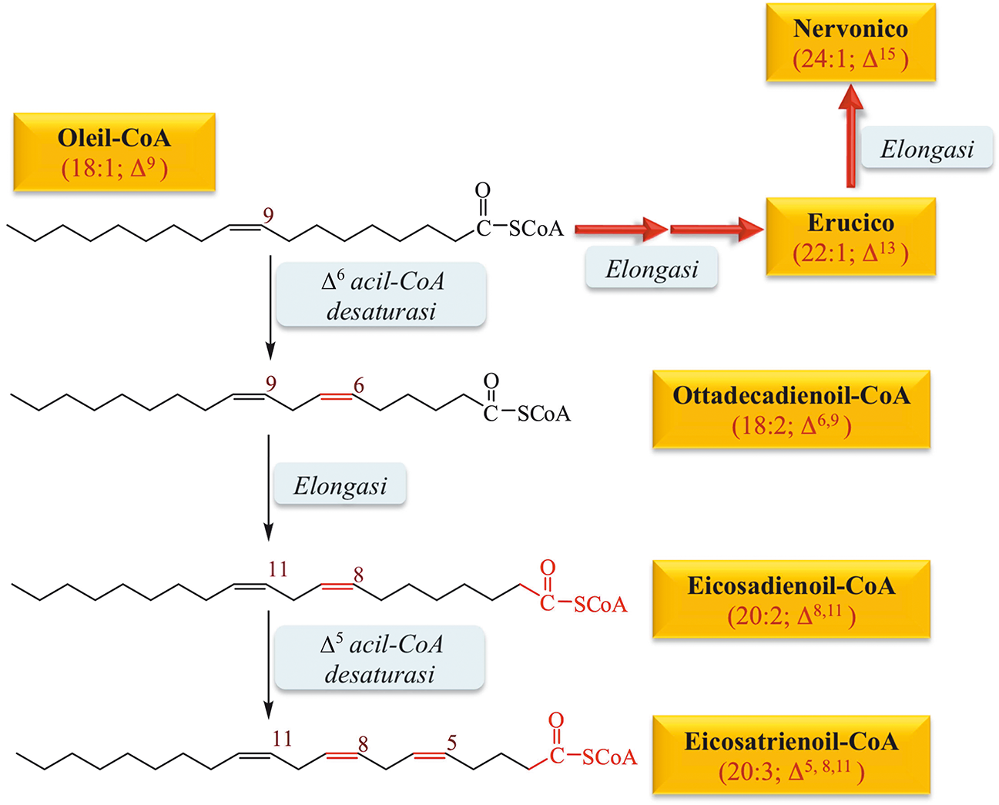 Nervonico
(24:1; Δ15 )
Elongasi
Oleil-CoA
(18:1; Δ9 )
9
O
C SCoA
Elongasi
Erucico
(22:1; Δ13 )
Δ6 acil-CoA
desaturasi
9
6
O
C SCoA
Ottadecadienoil-CoA
(18:2; Δ6,9 )
Elongasi
11
8
O
C SCoA
Eicosadienoil-CoA
(20:2; Δ8,11 )
Δ5 acil-CoA
desaturasi
11
8
5
O
C SCoA
Eicosatrienoil-CoA
(20:3; Δ5, 8,11 )